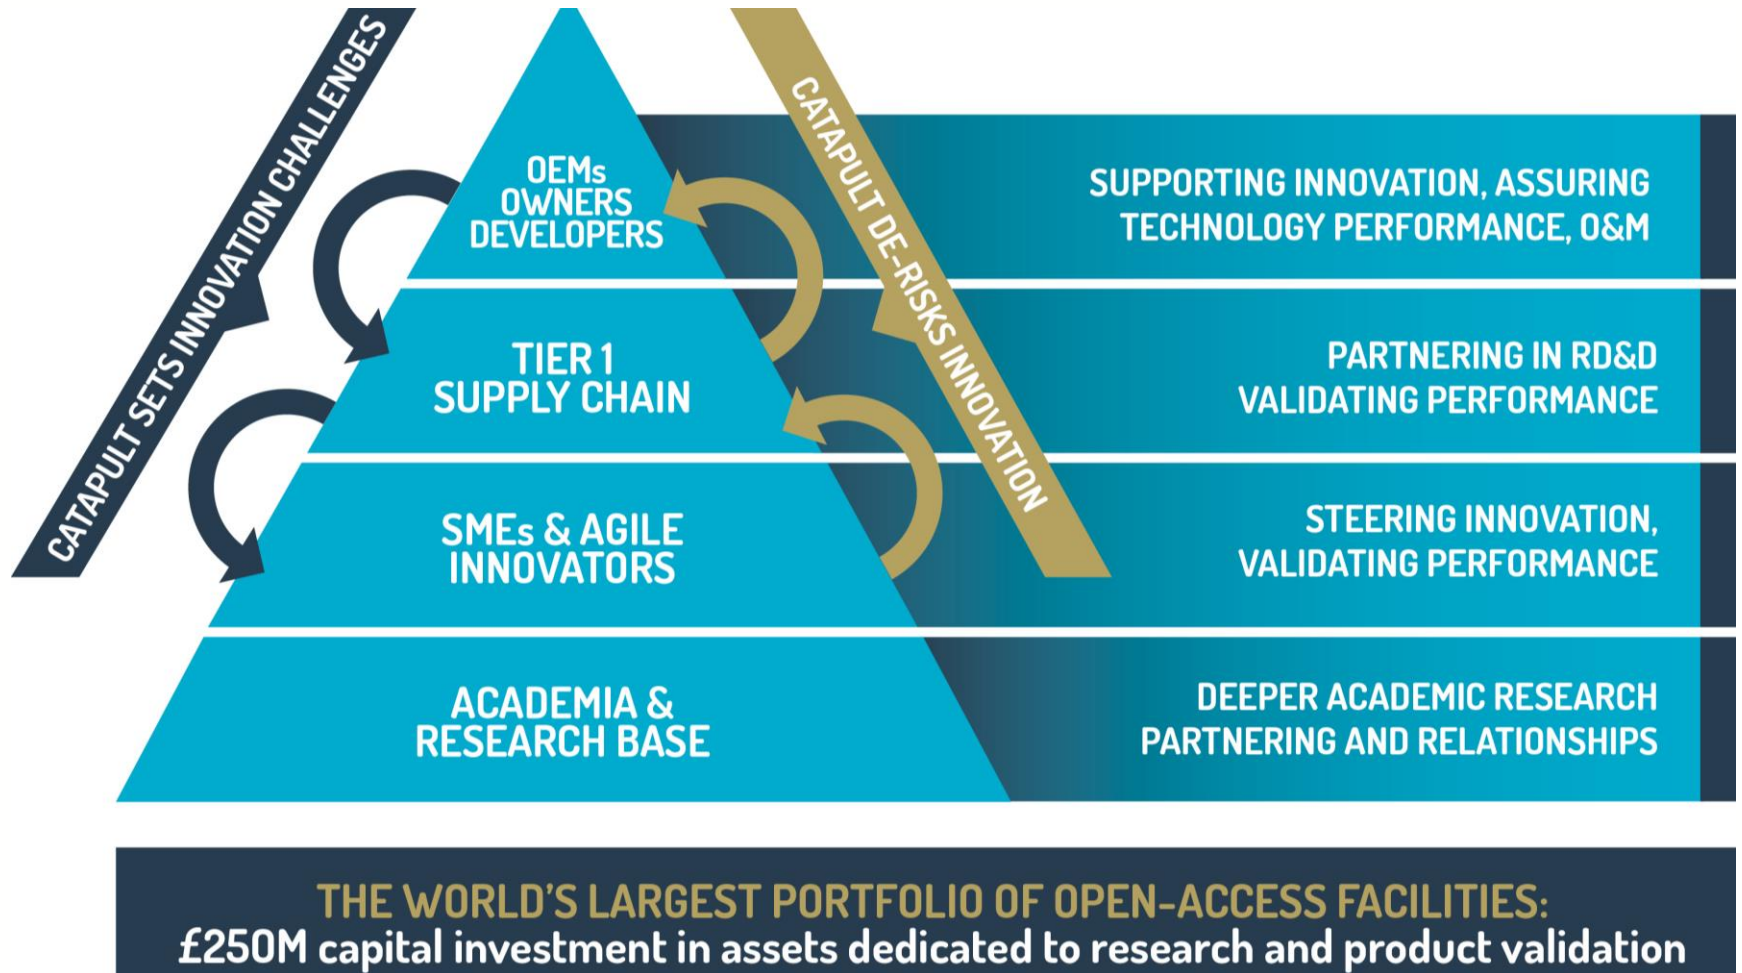 CATAPULT SETS INNOVATION CHALLENGES
CATAPULT DE-RISKS INNOVATION
OEMs
OWNERS
DEVELOPERS
SUPPORTING INNOVATION, ASSURING
TECHNOLOGY PERFORMANCE, O&M
TIER 1
SUPPLY CHAIN
PARTNERING IN RD&D
VALIDATING PERFORMANCE
SMEs & AGILE
INNOVATORS
STEERING INNOVATION,
VALIDATING PERFORMANCE
ACADEMIA &
RESEARCH BASE
DEEPER ACADEMIC RESEARCH
PARTNERING AND RELATIONSHIPS
THE WORLD'S LARGEST PORTFOLIO OF OPEN-ACCESS FACILITIES:
£250M capital investment in assets dedicated to research and product validation